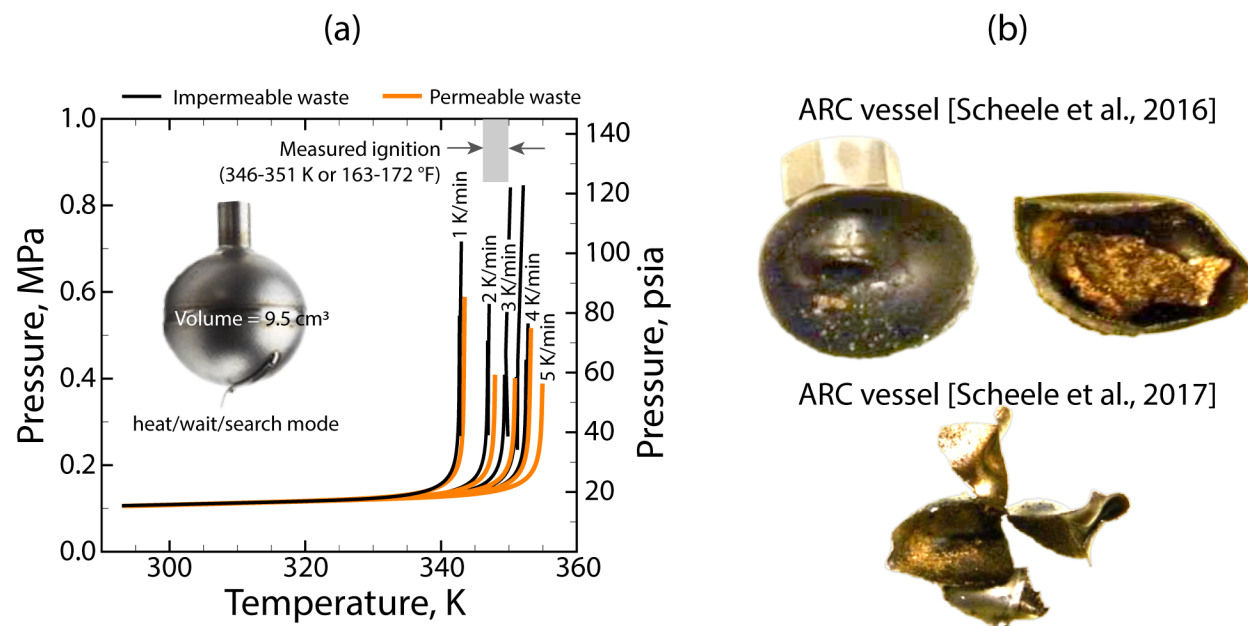 (a)
(b)
Impermeable waste
Permeable waste
ARC vessel [Scheele et al., 2016]
1.0
0.8
0.6
0.4
0.2
0.0
Pressure, MPa
Measured ignition
(346-351 K or 163-172 °F)
1 K/min
2 K/min
3 K/min
4 K/min
5 K/min
Volume = 9.5 cm³
heat/wait/search mode
140
120
100
80
60
40
20
0
Pressure, psia
300
320
340
360
Temperature, K
ARC vessel [Scheele et al., 2017]